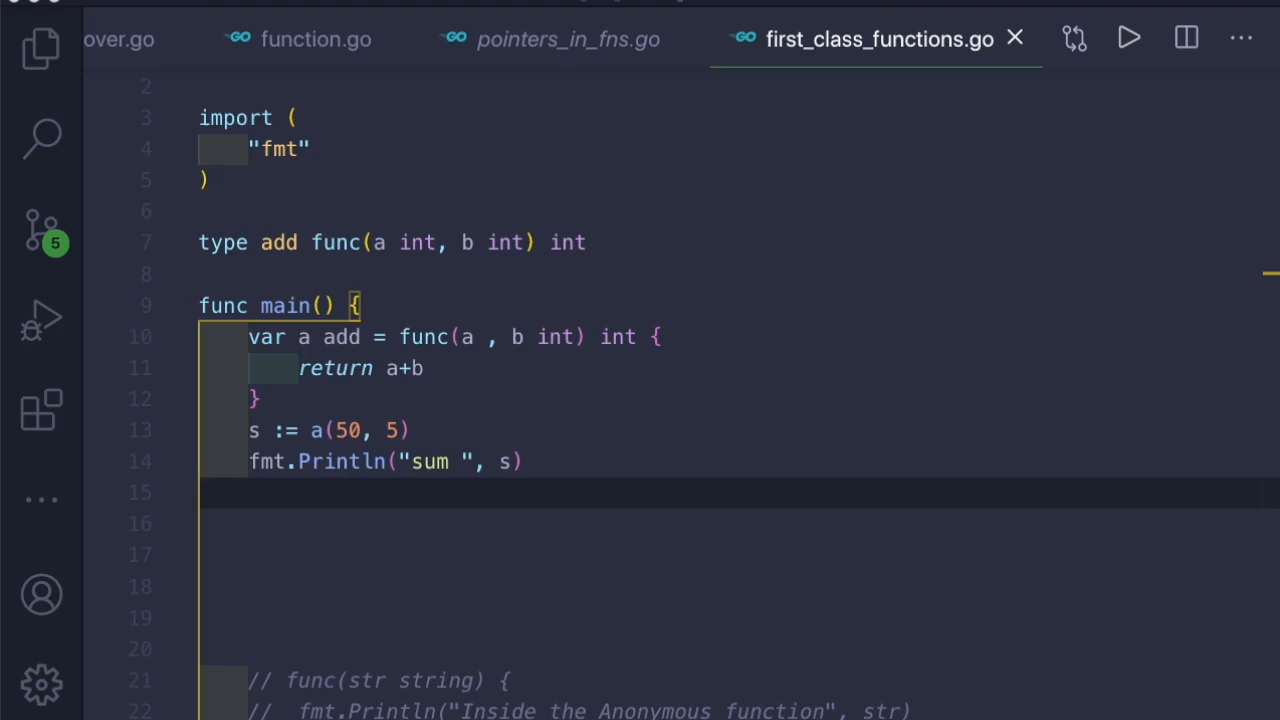 over.go function.go pointers_in_fns.go first_class_functions.go
2
3 import (
4 "fmt"
5 )
6
7 type add func(a int, b int) int
8
9 func main() {
10 var a add = func(a , b int) int {
11 return a+b
12 }
13 s := a(50, 5)
14 fmt.Println("sum ", s)
15
16
17
18
19
20
21 // func(str string) {
22 // fmt.Println("Inside the Anonymous function", str)
5